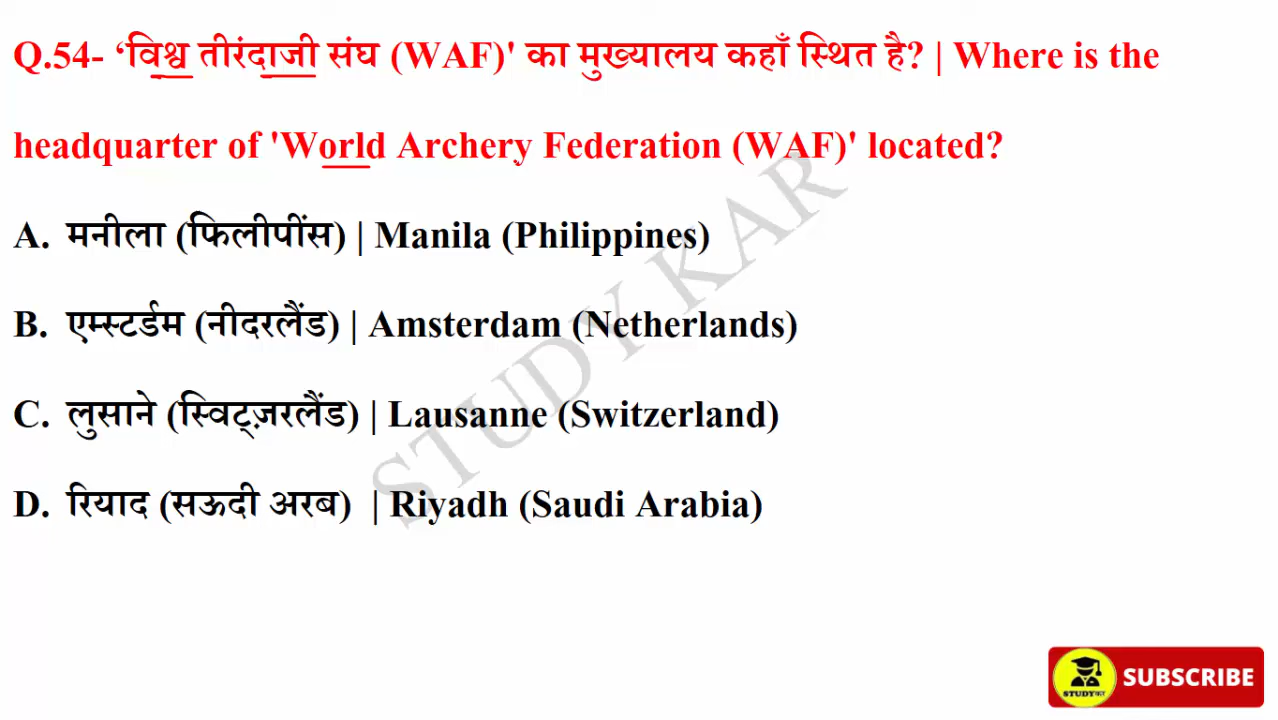 Q.54- ‘विश्व तीरंदाजी संघ (WAF)' का मुख्यालय कहाँ स्थित है? | Where is the
headquarter of 'World Archery Federation (WAF)' located?
A. मनीला (फिलीपींस) | Manila (Philippines)
B. एम्स्टर्डम (नीदरलैंड) | Amsterdam (Netherlands)
C. लुसाने (स्विट्ज़रलैंड) | Lausanne (Switzerland)
D. रियाद (सऊदी अरब) | Riyadh (Saudi Arabia)
STUDY KAR
STUDYकर
SUBSCRIBE